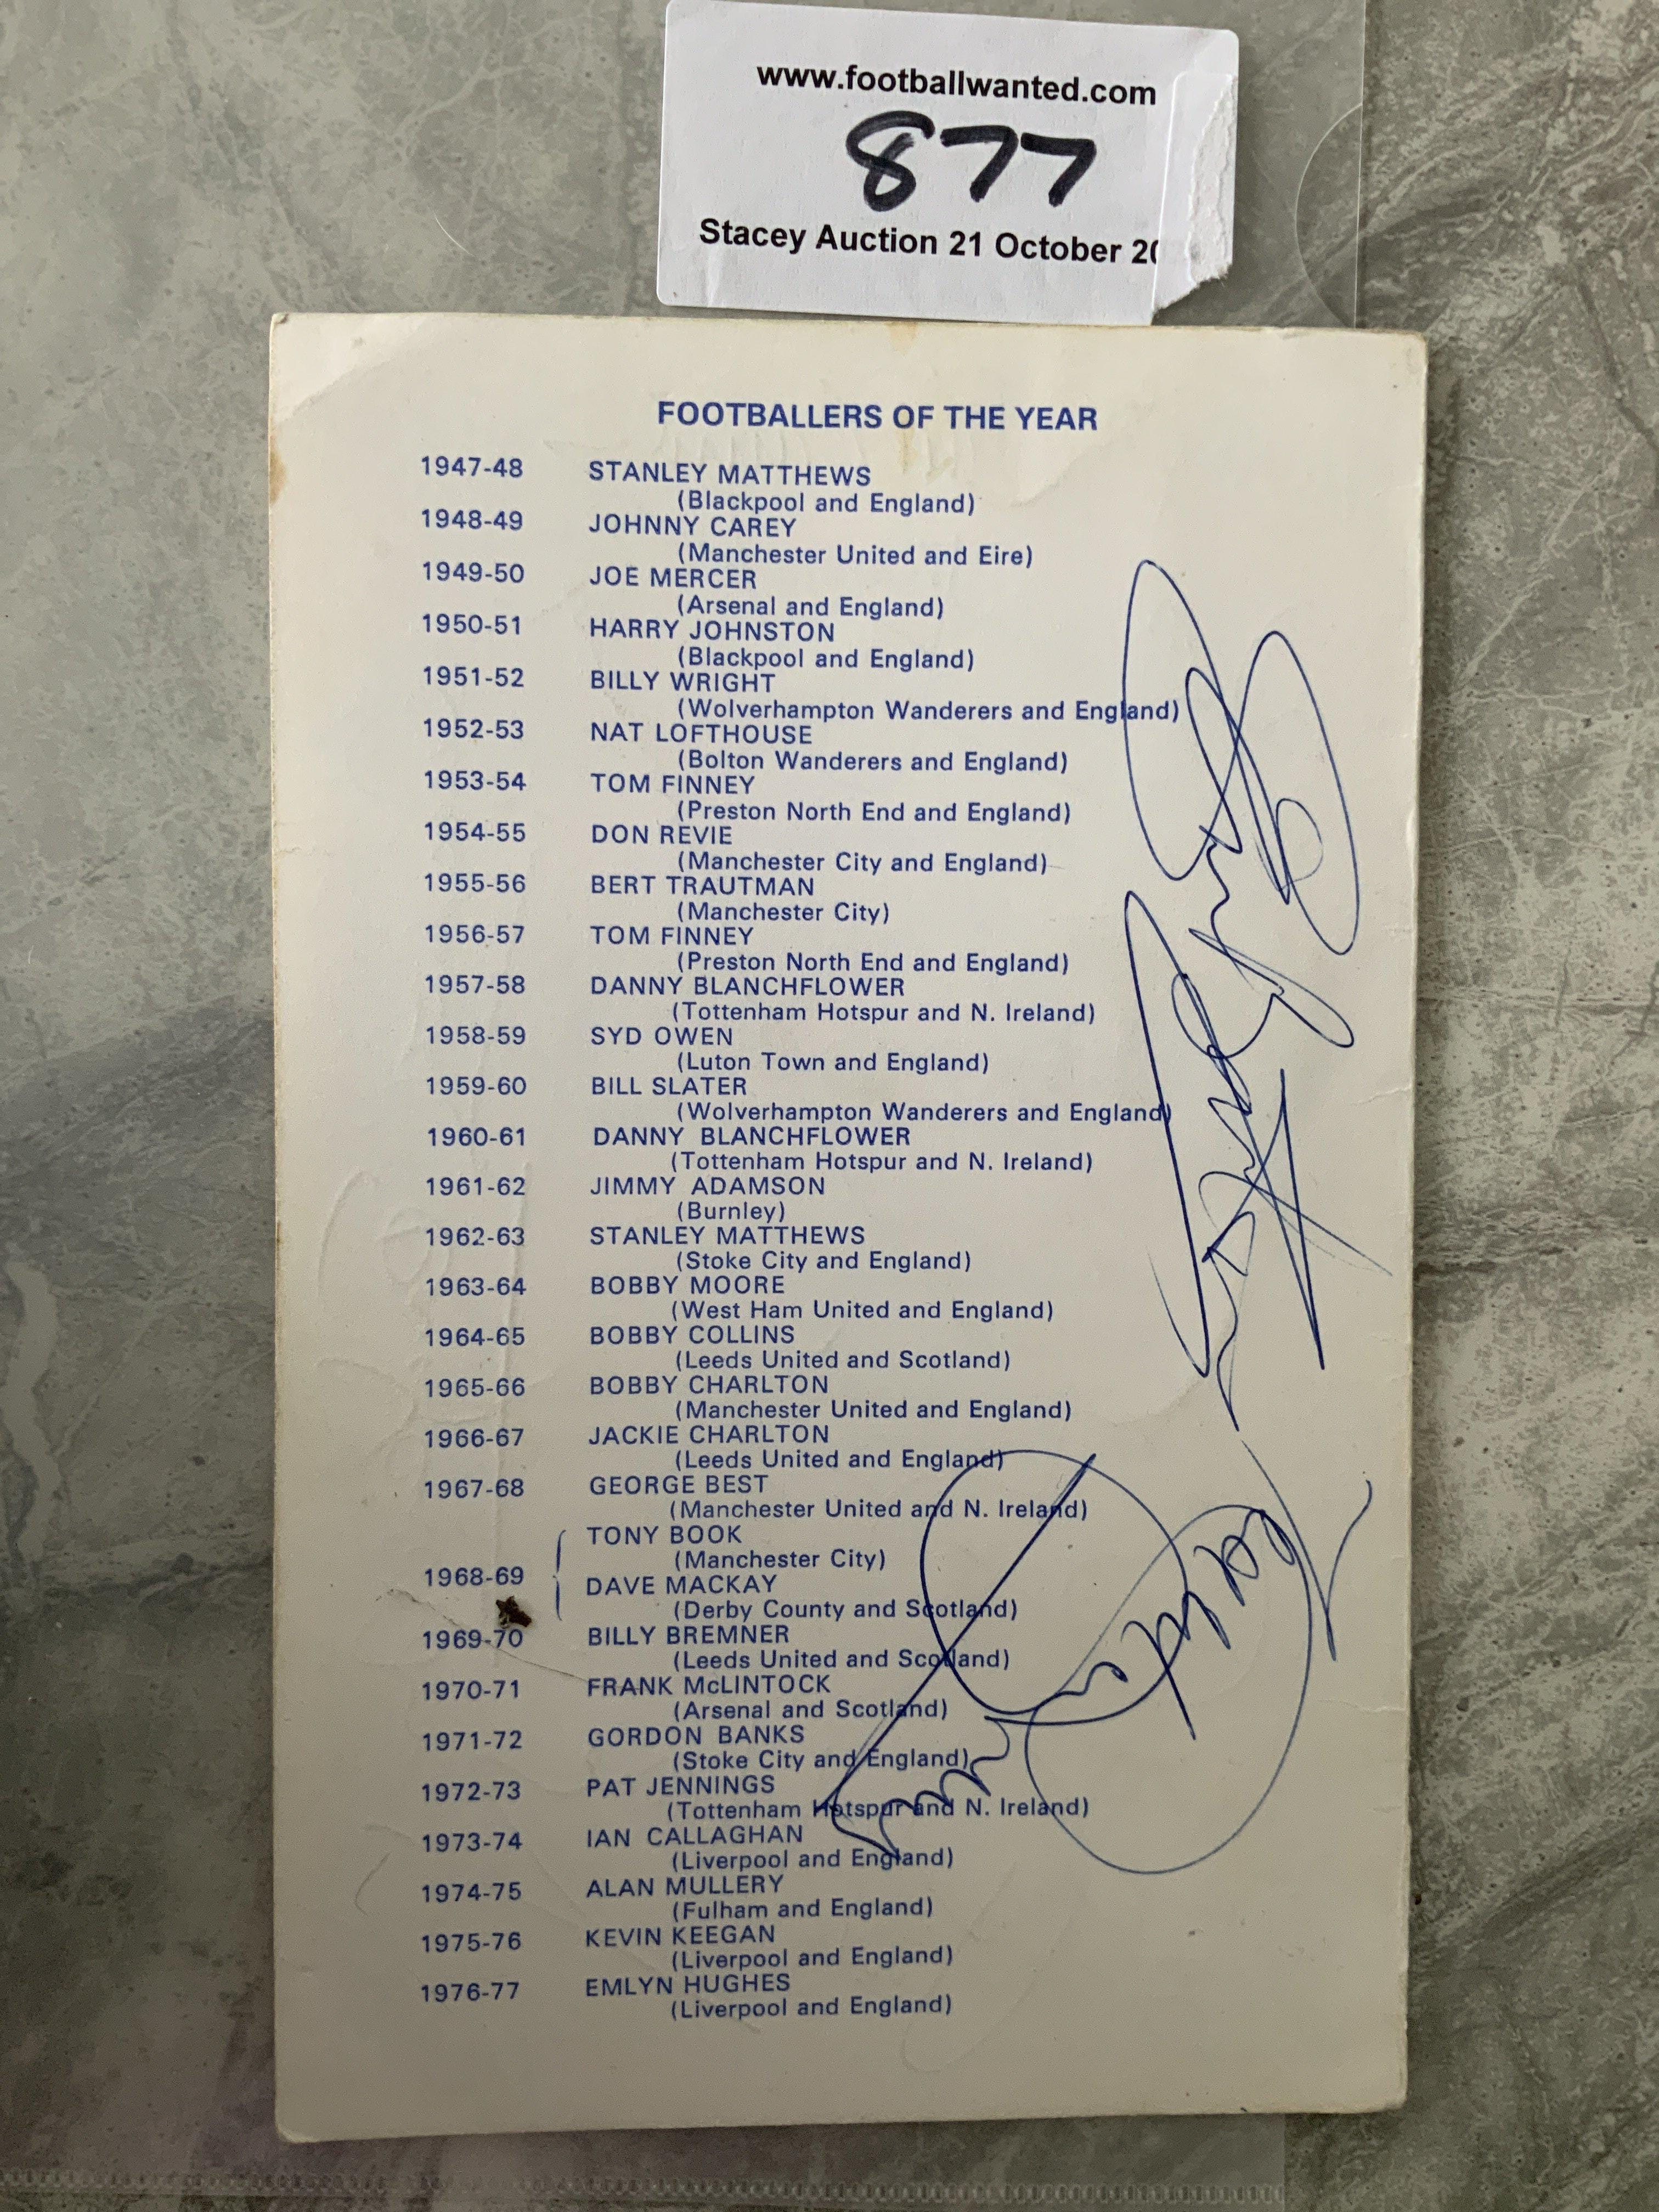 www.footballwanted.com
877
Stacey Auction 21 October 20
FOOTBALLERS OF THE YEAR
1947-48 STANLEY MATTHEWS
(Blackpool and England)
1948-49 JOHNNY CAREY
(Manchester United and Eire)
1949-50 JOE MERCER
(Arsenal and England)
1950-51 HARRY JOHNSTON
(Blackpool and England)
1951-52 BILLY WRIGHT
(Wolverhampton Wanderers and England)
1952-53 NAT LOFTHOUSE
(Bolton Wanderers and England)
1953-54 TOM FINNEY
(Preston North End and England)
1954-55 DON REVIE
(Manchester City and England)
1955-56 BERT TRAUTMAN
(Manchester City)
1956-57 TOM FINNEY
(Preston North End and England)
1957-58 DANNY BLANCHFLOWER
(Tottenham Hotspur and N. Ireland)
1958-59 SYD OWEN
(Luton Town and England)
1959-60 BILL SLATER
(Wolverhampton Wanderers and England)
1960-61 DANNY BLANCHFLOWER
(Tottenham Hotspur and N. Ireland)
1961-62 JIMMY ADAMSON
(Burnley)
1962-63 STANLEY MATTHEWS
(Stoke City and England)
1963-64 BOBBY MOORE
(West Ham United and England)
1964-65 BOBBY COLLINS
(Leeds United and Scotland)
1965-66 BOBBY CHARLTON
(Manchester United and England)
1966-67 JACKIE CHARLTON
(Leeds United and England)
1967-68 GEORGE BEST
(Manchester United and N. Ireland)
TONY BOOK
(Manchester City)
1968-69 DAVE MACKAY
(Derby County and Scotland)
1969-70 BILLY BREMNER
(Leeds United and Scotland)
1970-71 FRANK McLINTOCK
(Arsenal and Scotland)
1971-72 GORDON BANKS
(Stoke City and England)
1972-73 PAT JENNINGS
(Tottenham Hotspur and N. Ireland)
1973-74 IAN CALLAGHAN
(Liverpool and England)
1974-75 ALAN MULLERY
(Fulham and England)
1975-76 KEVIN KEEGAN
(Liverpool and England)
1976-77 EMLYN HUGHES
(Liverpool and England)